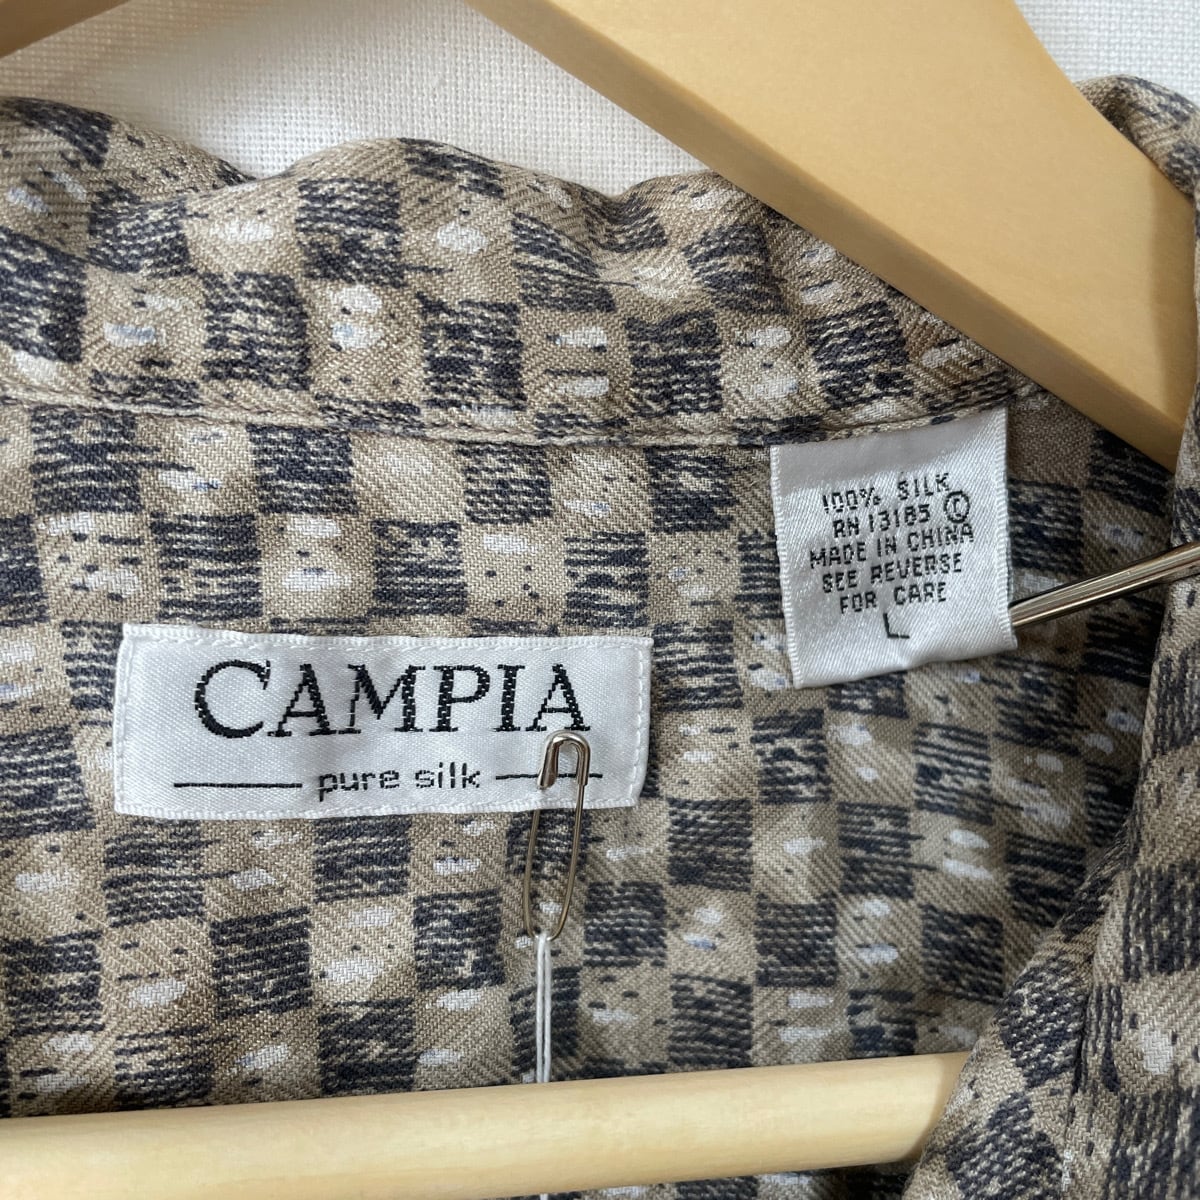 CAMPIA
pure silk
100% SILK
RN 13185 ©
MADE IN CHINA
SEE REVERSE
FOR CARE
L